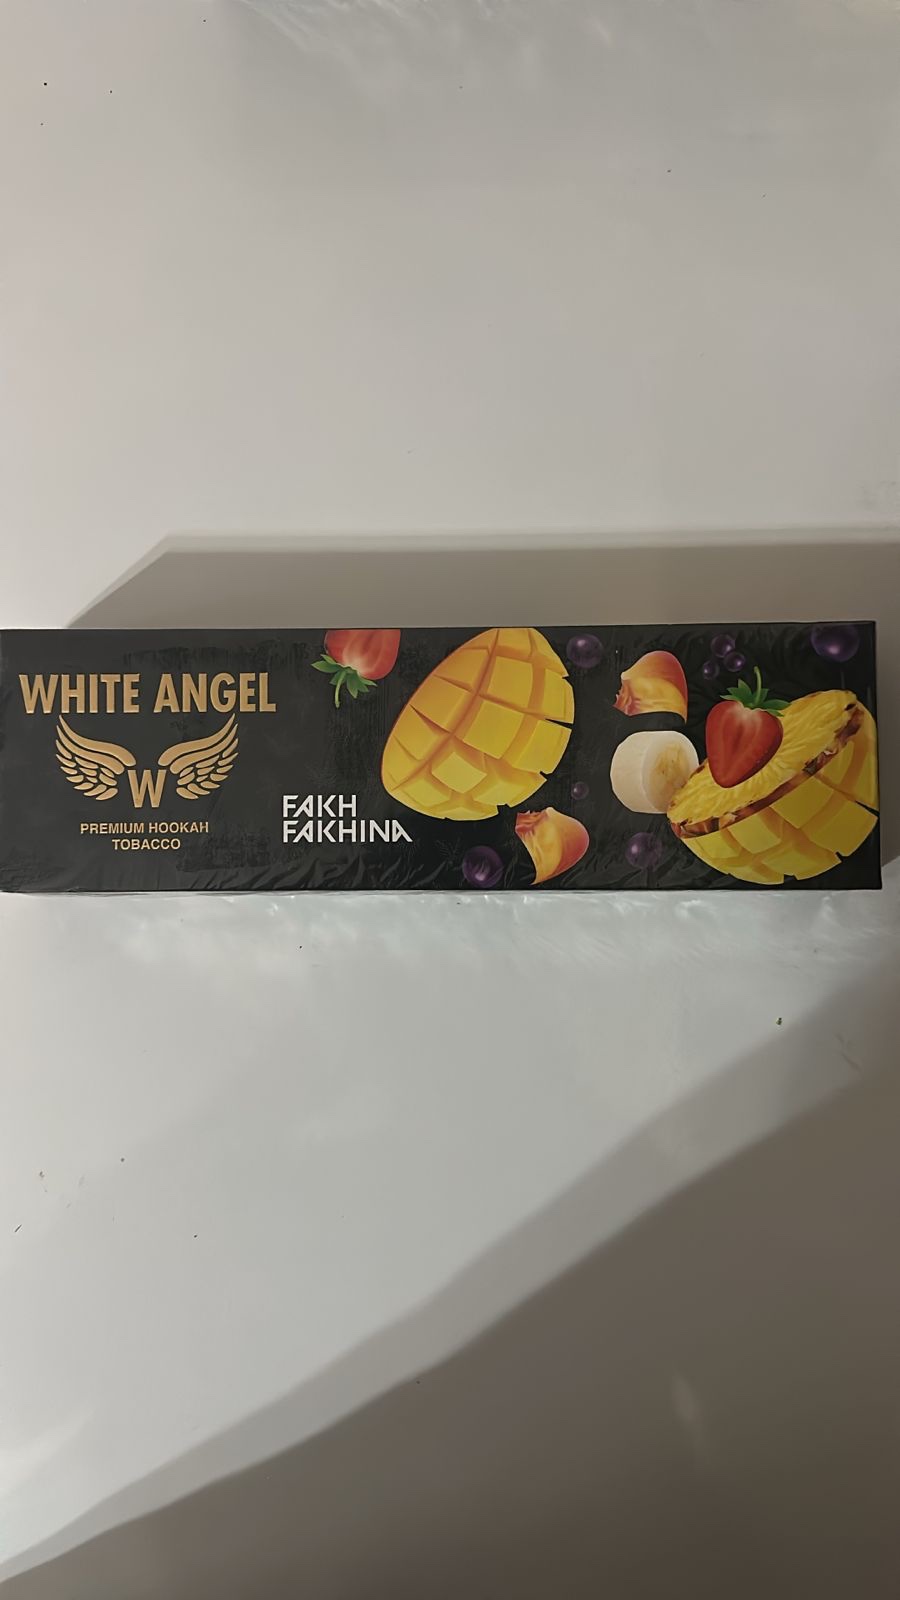 WHITE ANGEL
W
PREMIUM HOOKAH
TOBACCO
FAKH
FAKHINA